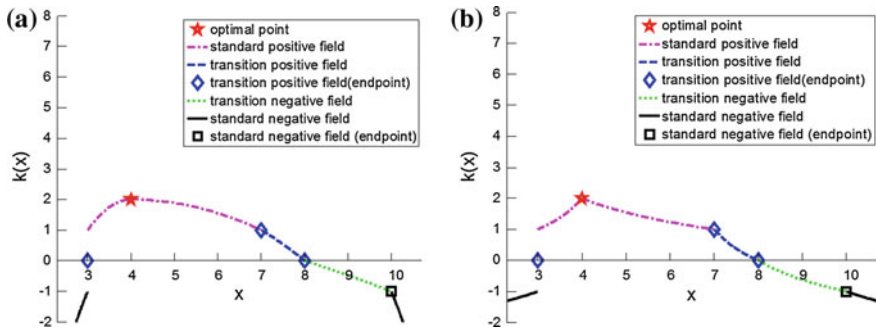 (a)
8
7
6
5
4
3
2
1
0
-1
-2
k(x)
optimal point
standard positive field
transition positive field
transition positive field(endpoint)
transition negative field
standard negative field
standard negative field (endpoint)
3 4 5 6 7 8 9 10
X
(b)
8
7
6
5
4
3
2
1
0
-1
-2
k(x)
optimal point
standard positive field
transition positive field
transition positive field(endpoint)
transition negative field
standard negative field
standard negative field (endpoint)
3 4 5 6 7 8 9 10
X